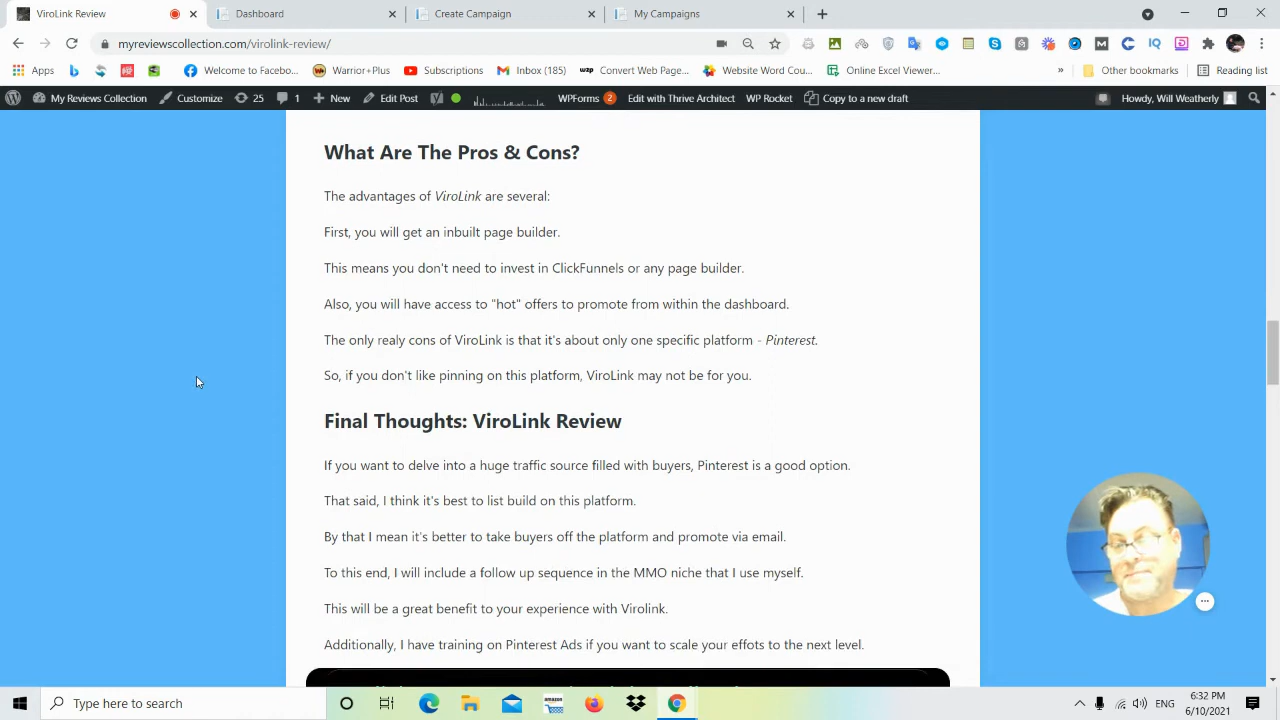 ViroLink Review
Dashboard
Create Campaign
My Campaigns
myreviewscollection.com/virolink-review/
Apps
Welcome to Facebo...
Warrior+Plus
Subscriptions
Inbox (185)
wzp
Convert Web Page...
Website Word Cou...
Online Excel Viewer...
»
Other bookmarks
Reading list
My Reviews Collection
Customize
25
1
New
Edit Post
WPForms 2
Edit with Thrive Architect
WP Rocket
Copy to a new draft
Howdy, Will Weatherly
What Are The Pros & Cons?
The advantages of ViroLink are several:
First, you will get an inbuilt page builder.
This means you don't need to invest in ClickFunnels or any page builder.
Also, you will have access to "hot" offers to promote from within the dashboard.
The only realy cons of ViroLink is that it's about only one specific platform - Pinterest.
So, if you don't like pinning on this platform, ViroLink may not be for you.
Final Thoughts: ViroLink Review
If you want to delve into a huge traffic source filled with buyers, Pinterest is a good option.
That said, I think it's best to list build on this platform.
By that I mean it's better to take buyers off the platform and promote via email.
To this end, I will include a follow up sequence in the MMO niche that I use myself.
This will be a great benefit to your experience with Virolink.
Additionally, I have training on Pinterest Ads if you want to scale your effots to the next level.
Type here to search
amazon
ENG
6:32 PM
6/10/2021